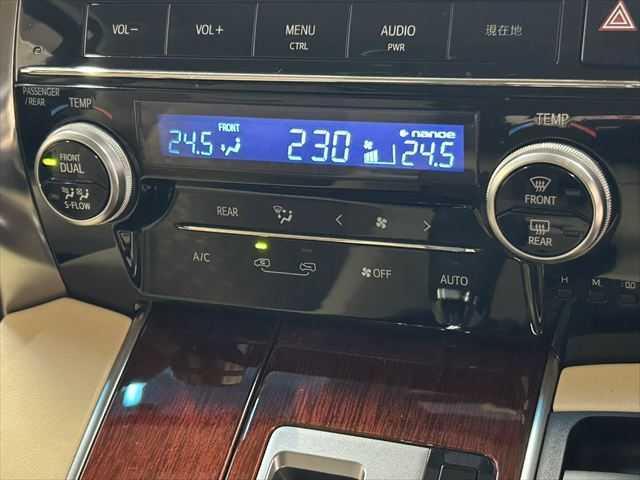 VOL−
VOL+
MENU
CTRL
AUDIO
PWR
現在地
PASSENGER
/REAR
TEMP
TEMP
24.5
FRONT
230
nanoe
24.5
FRONT
DUAL
S-FLOW
FRONT
REAR
REAR
A/C
OFF
AUTO
H
M
:00